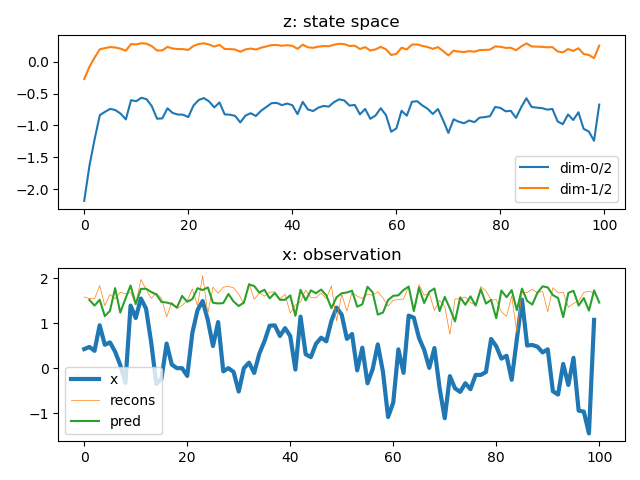 z: state space
0.0
−0.5
−1.0
−1.5
−2.0
dim-0/2
dim-1/2
0 20 40 60 80 100
x: observation
2
1
0
−1
x
recons
pred
0 20 40 60 80 100